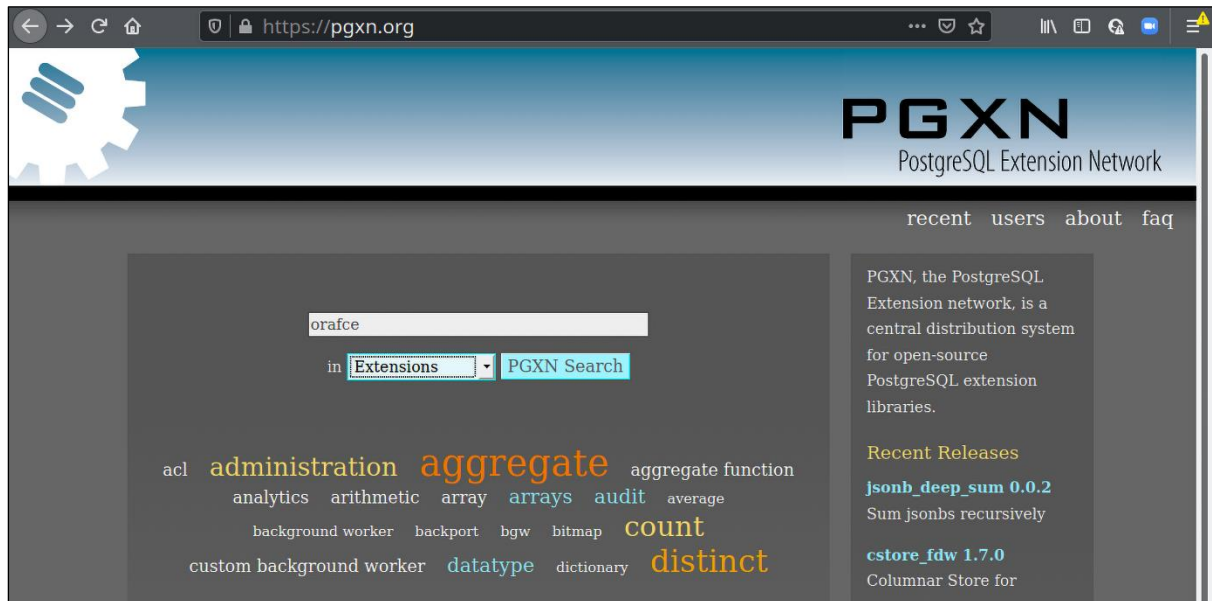 https://pgxn.org
PGXN
PostgreSQL Extension Network
recent users about faq
orafce
in Extensions PGXN Search
acl administration aggregate aggregate function
analytics arithmetic array arrays audit average
background worker backport bgw bitmap count
custom background worker datatype dictionary distinct
PGXN, the PostgreSQL
Extension network, is a
central distribution system
for open-source
PostgreSQL extension
libraries.
Recent Releases
jsonb_deep_sum 0.0.2
Sum jsonbs recursively
cstore_fdw 1.7.0
Columnar Store for